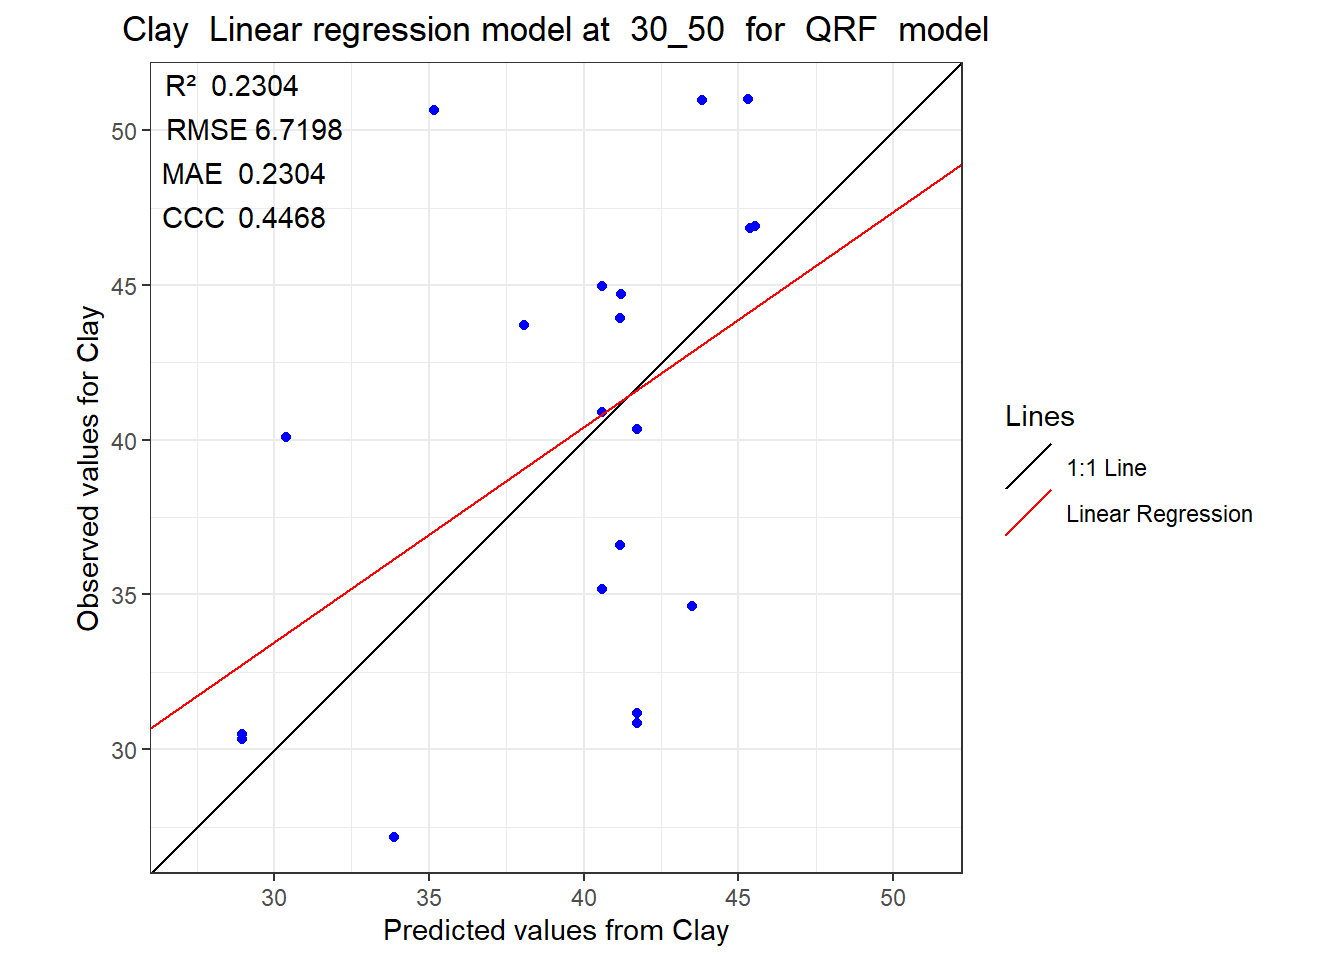 Clay  Linear regression model at  30_50  for  QRF  model
R²  0.2304
RMSE 6.7198
MAE  0.2304
CCC  0.4468
50
45
40
35
30
Observed values for Clay
30 35 40 45 50
Predicted values from Clay
Lines
1:1 Line
Linear Regression